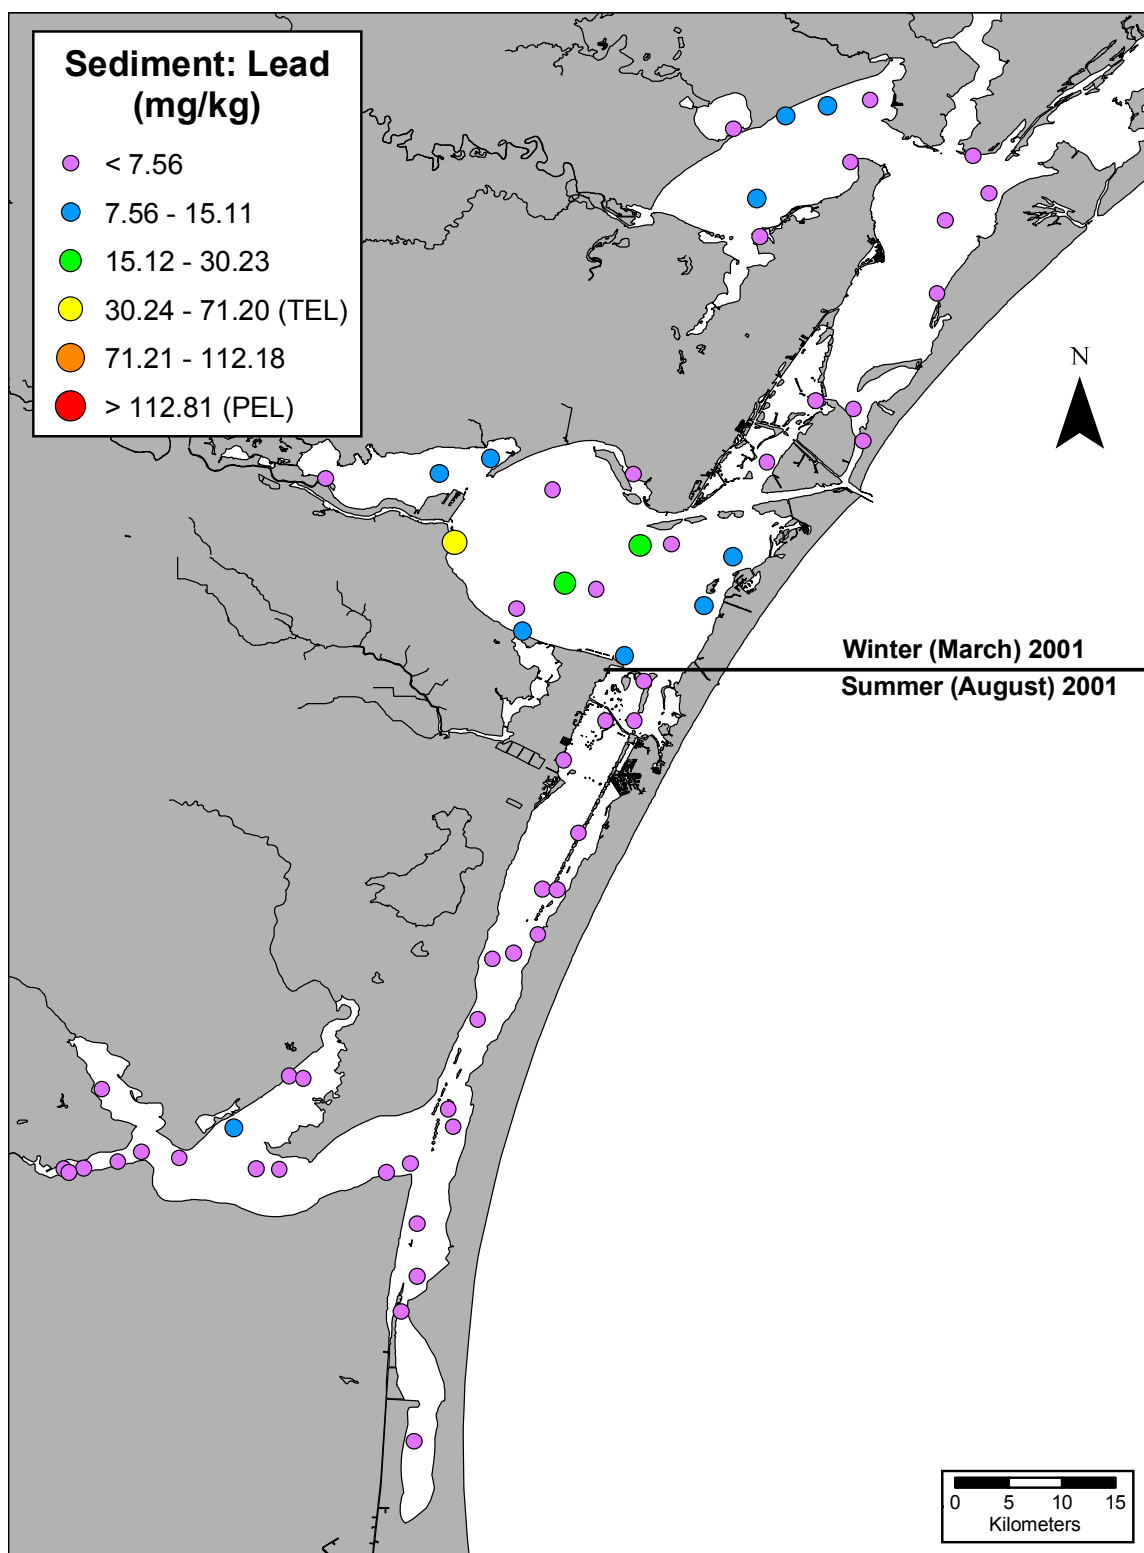 Sediment: Lead
(mg/kg)
< 7.56
7.56 - 15.11
15.12 - 30.23
30.24 - 71.20 (TEL)
71.21 - 112.18
> 112.81 (PEL)
N
Winter (March) 2001
Summer (August) 2001
0 5 10 15
Kilometers